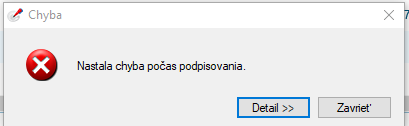 Chyba
Nastala chyba počas podpisovania.
Detail >>
Zavrieť